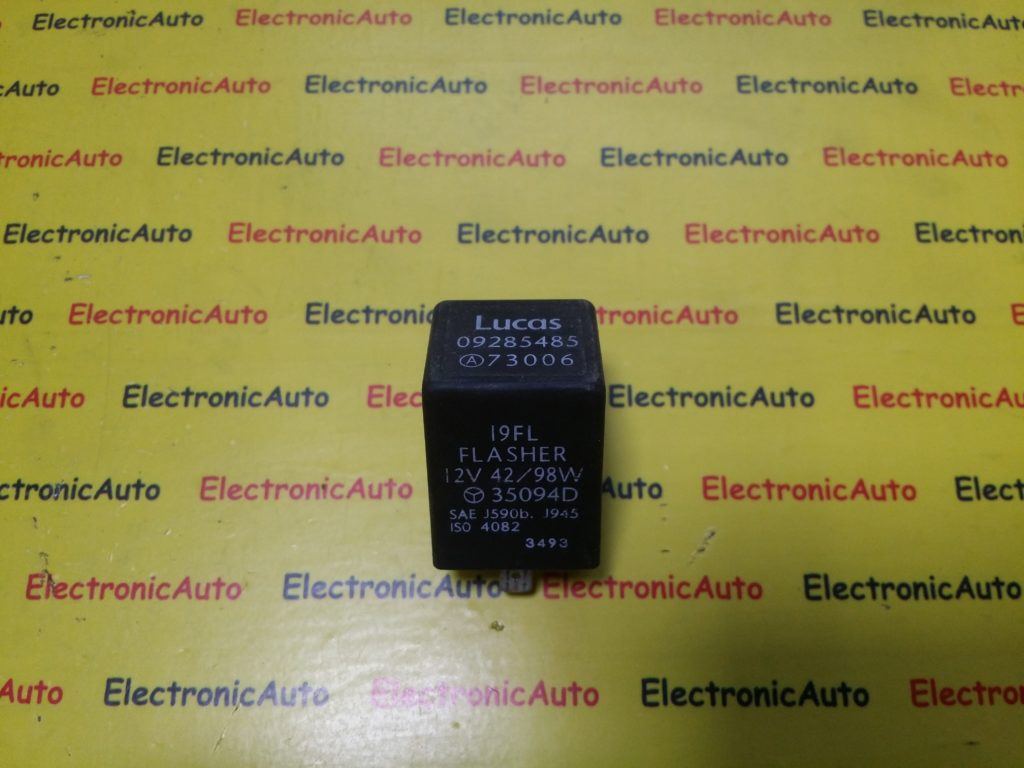 ElectronicAuto ElectronicAuto ElectronicAuto ElectronicAuto
ElectronicAuto ElectronicAuto ElectronicAuto ElectronicAuto
ElectronicAuto ElectronicAuto ElectronicAuto ElectronicAuto
ElectronicAuto ElectronicAuto ElectronicAuto ElectronicAuto
ElectronicAuto ElectronicAuto
Lucas
09285485
Ⓐ73006
19FL
FLASHER
12V 42/98W
35094D
SAE J590b. J945
ISO 4082
3493
ElectronicAuto ElectronicAuto
ElectronicAuto ElectronicAuto
ElectronicAuto ElectronicAuto ElectronicAuto ElectronicAuto
ElectronicAuto ElectronicAuto ElectronicAuto